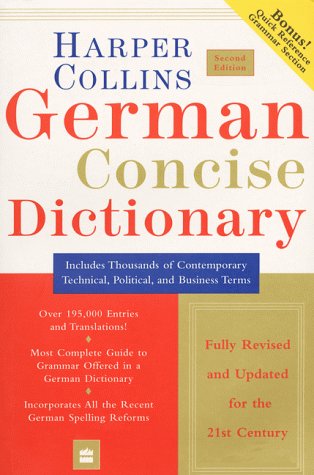 Bonus!
Quick Reference
Grammar Section
HARPER
COLLINS
Second
Edition
German
Concise
Dictionary
Includes Thousands of Contemporary
Technical, Political, and Business Terms
Over 195,000 Entries
and Translations!
Most Complete Guide to
Grammar Offered in a
German Dictionary
Incorporates All the Recent
German Spelling Reforms
Fully Revised
and Updated
for the
21st Century